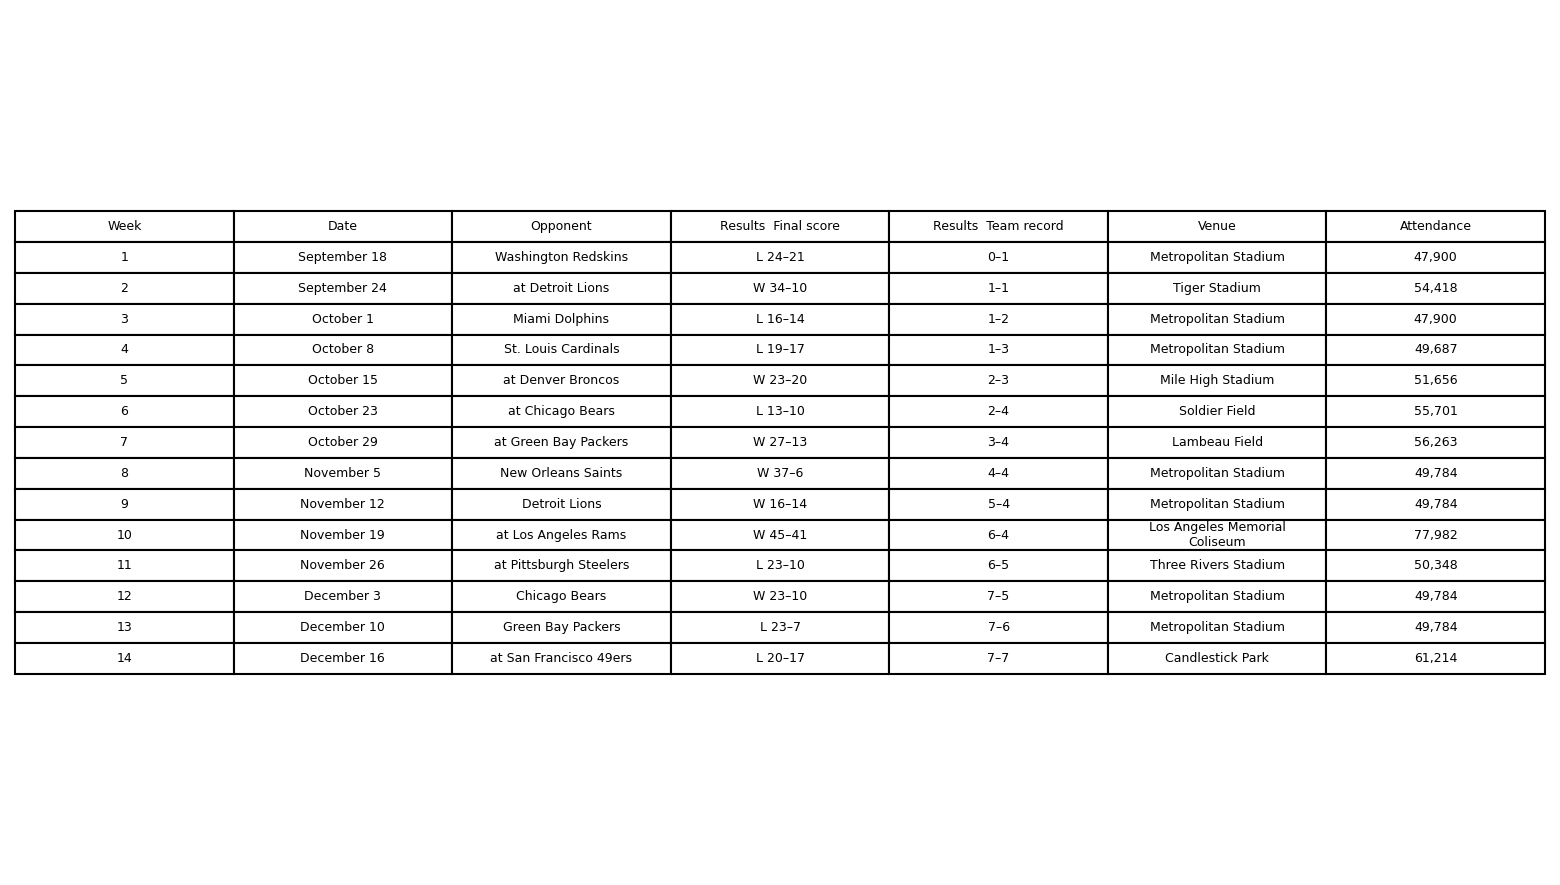 Week Date Opponent Results  Final score Results  Team record Venue Attendance
1 September 18 Washington Redskins L 24–21 0–1 Metropolitan Stadium 47,900
2 September 24 at Detroit Lions W 34–10 1–1 Tiger Stadium 54,418
3 October 1 Miami Dolphins L 16–14 1–2 Metropolitan Stadium 47,900
4 October 8 St. Louis Cardinals L 19–17 1–3 Metropolitan Stadium 49,687
5 October 15 at Denver Broncos W 23–20 2–3 Mile High Stadium 51,656
6 October 23 at Chicago Bears L 13–10 2–4 Soldier Field 55,701
7 October 29 at Green Bay Packers W 27–13 3–4 Lambeau Field 56,263
8 November 5 New Orleans Saints W 37–6 4–4 Metropolitan Stadium 49,784
9 November 12 Detroit Lions W 16–14 5–4 Metropolitan Stadium 49,784
10 November 19 at Los Angeles Rams W 45–41 6–4 Los Angeles Memorial Coliseum 77,982
11 November 26 at Pittsburgh Steelers L 23–10 6–5 Three Rivers Stadium 50,348
12 December 3 Chicago Bears W 23–10 7–5 Metropolitan Stadium 49,784
13 December 10 Green Bay Packers L 23–7 7–6 Metropolitan Stadium 49,784
14 December 16 at San Francisco 49ers L 20–17 7–7 Candlestick Park 61,214